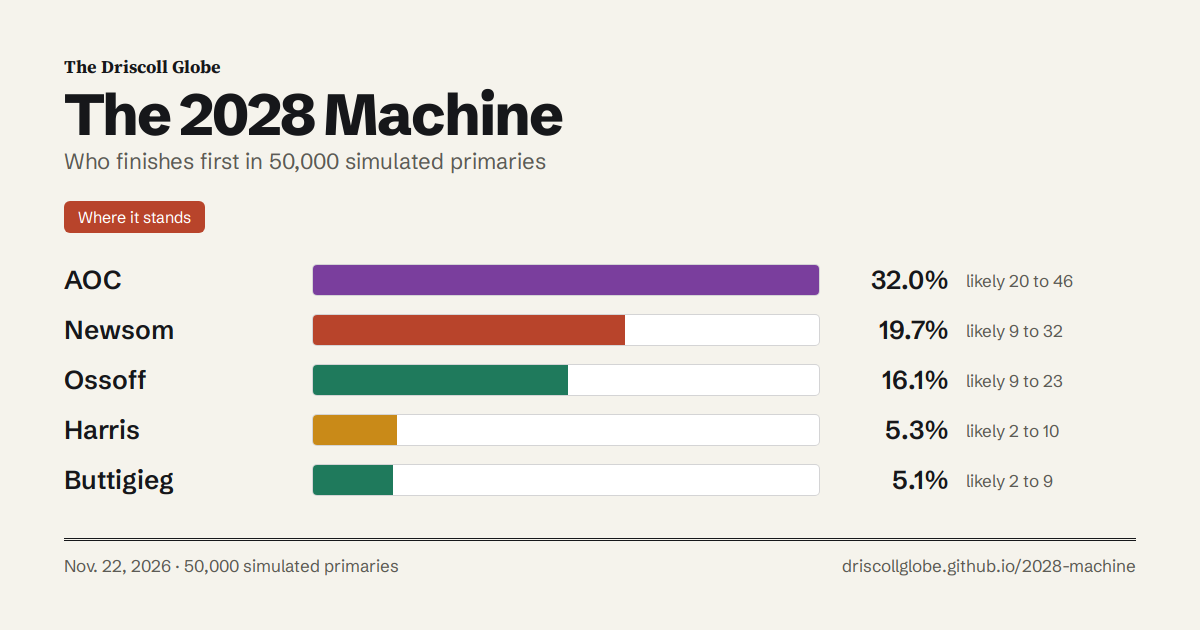 The Driscoll Globe
The 2028 Machine
Who finishes first in 50,000 simulated primaries
Where it stands
AOC 32.0% likely 20 to 46
Newsom 19.7% likely 9 to 32
Ossoff 16.1% likely 9 to 23
Harris 5.3% likely 2 to 10
Buttigieg 5.1% likely 2 to 9
Nov. 22, 2026 · 50,000 simulated primaries driscollglobe.github.io/2028-machine